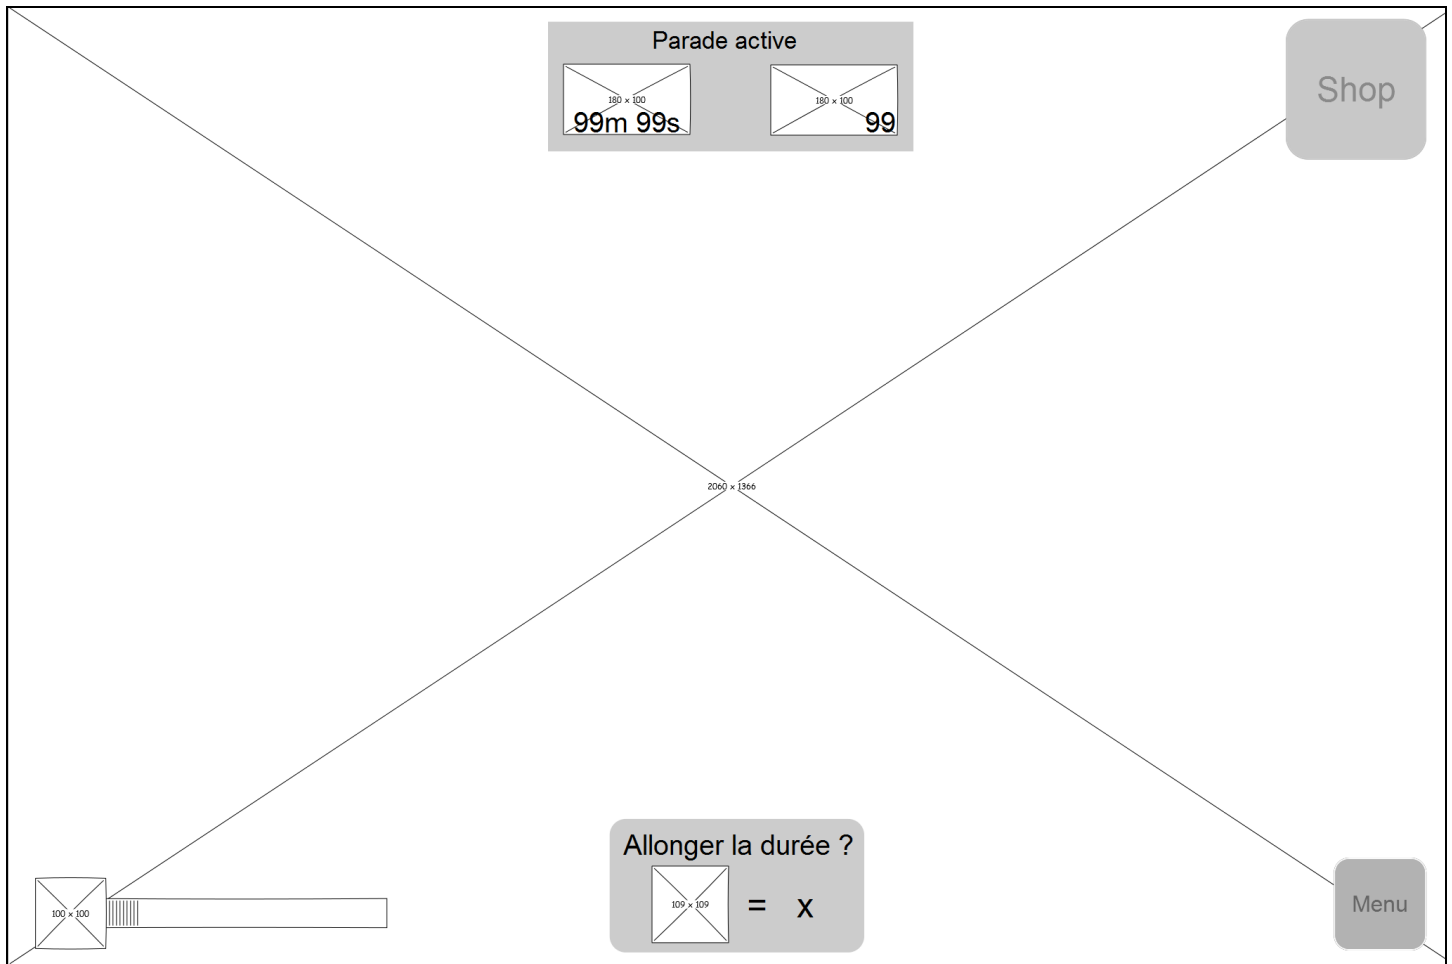 Parade active
Shop
180 x 100
99m 99s
180 x 100
99
2060 x 1366
Allonger la durée ?
109 x 109
= x
100 x 100
Menu